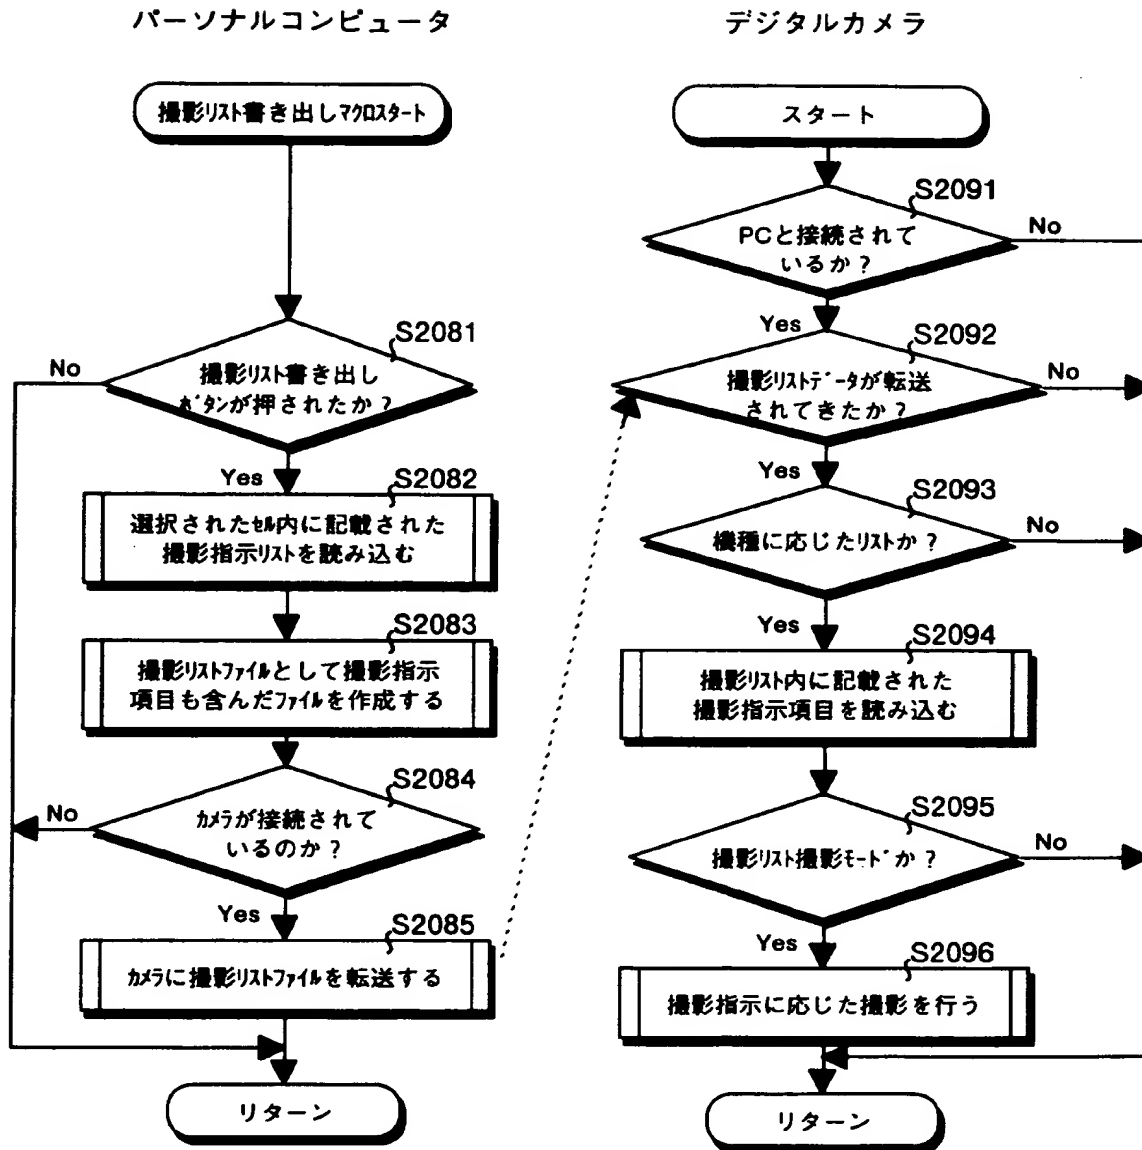 パーソナルコンピュータ
撮影リスト書き出しマクロスタート
S2081
撮影リスト書き出し
ボタンが押されたか？
No
Yes
S2082
選択されたセル内に記載された
撮影指示リストを読み込む
S2083
撮影リストファイルとして撮影指示
項目も含んだファイルを作成する
S2084
カメラが接続されて
いるのか？
No
Yes
S2085
カメラに撮影リストファイルを転送する
リターン
デジタルカメラ
スタート
S2091
PCと接続されて
いるか？
No
Yes
S2092
撮影リストデータが転送
されてきたか？
No
Yes
S2093
機種に応じたリストか？
No
Yes
S2094
撮影リスト内に記載された
撮影指示項目を読み込む
S2095
撮影リスト撮影モードか？
No
Yes
S2096
撮影指示に応じた撮影を行う
リターン